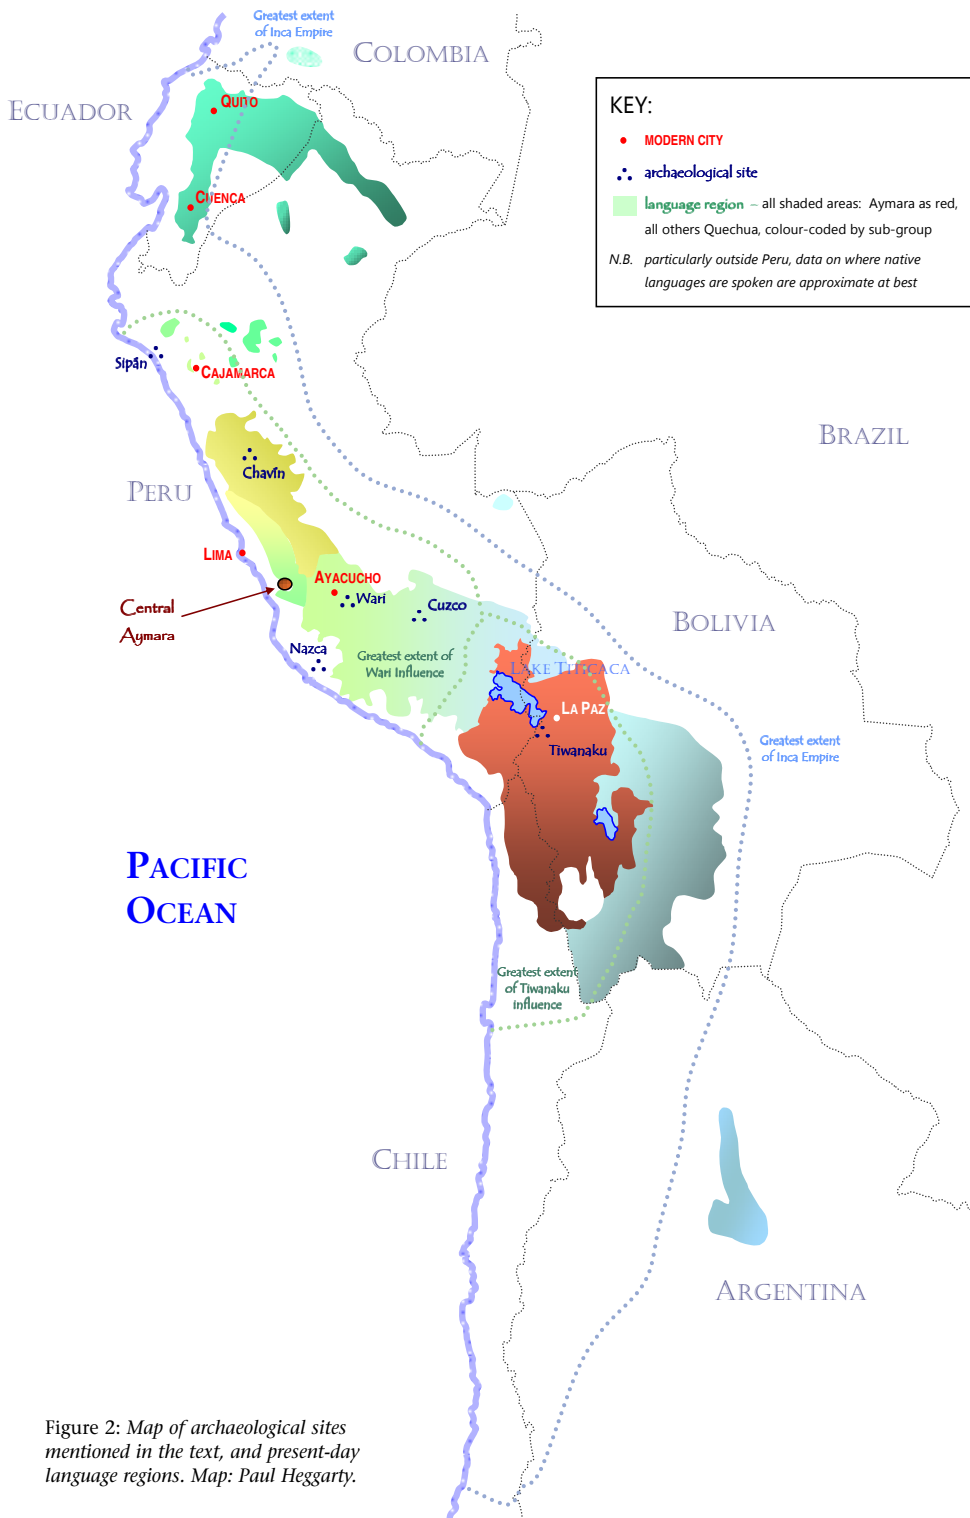 Greatest extent
of Inca Empire
COLOMBIA
ECUADOR
QUITO
CUENCA
KEY:
MODERN CITY
archaeological site
language region – all shaded areas: Aymara as red,
all others Quechua, colour-coded by sub-group
N.B. particularly outside Peru, data on where native
languages are spoken are approximate at best
Sipán
CAJAMARCA
BRAZIL
Chavín
PERU
LIMA
AYACUCHO
Wari
Cuzco
Central
Aymara
BOLIVIA
Nazca
Greatest extent of
Wari Influence
LAKE TITICACA
LA PAZ
Tiwanaku
Greatest extent
of Inca Empire
PACIFIC
OCEAN
Greatest extent
of Tiwanaku
influence
CHILE
ARGENTINA
Figure 2: Map of archaeological sites
mentioned in the text, and present-day
language regions. Map: Paul Heggarty.